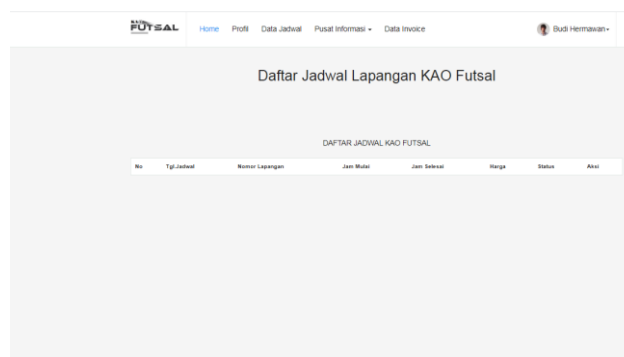 KAO
FUTSAL Home Profil Data Jadwal Pusat Informasi Data Invoice Budi Hermawan
Daftar Jadwal Lapangan KAO Futsal
DAFTAR JADWAL KAO FUTSAL
No Tgl.Jadwal Nomor Lapangan Jam Mulai Jam Selesai Harga Status Aksi